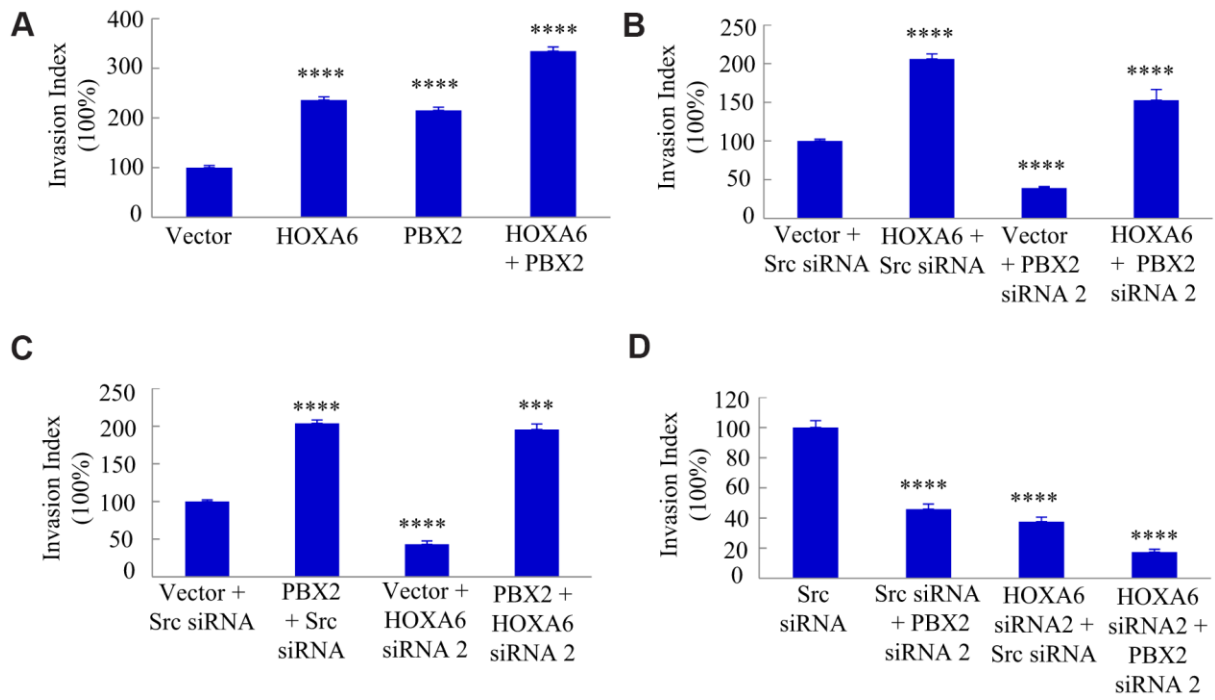 A
Invasion Index
(100%)
400
300
200
100
0
****
****
****
Vector
HOXA6
PBX2
HOXA6
+ PBX2
B
Invasion Index
(100%)
250
200
150
100
50
0
****
****
****
Vector +
Src siRNA
HOXA6 +
Src siRNA
Vector
+ PBX2
siRNA 2
HOXA6
+ PBX2
siRNA 2
C
Invasion Index
(100%)
250
200
150
100
50
0
****
****
***
Vector +
Src siRNA
PBX2
+ Src
siRNA
Vector +
HOXA6
siRNA 2
PBX2 +
HOXA6
siRNA 2
D
Invasion Index
(100%)
120
100
80
60
40
20
0
****
****
****
Src
siRNA
Src siRNA
+ PBX2
siRNA 2
HOXA6
siRNA2 +
Src siRNA
HOXA6
siRNA2 +
PBX2
siRNA 2